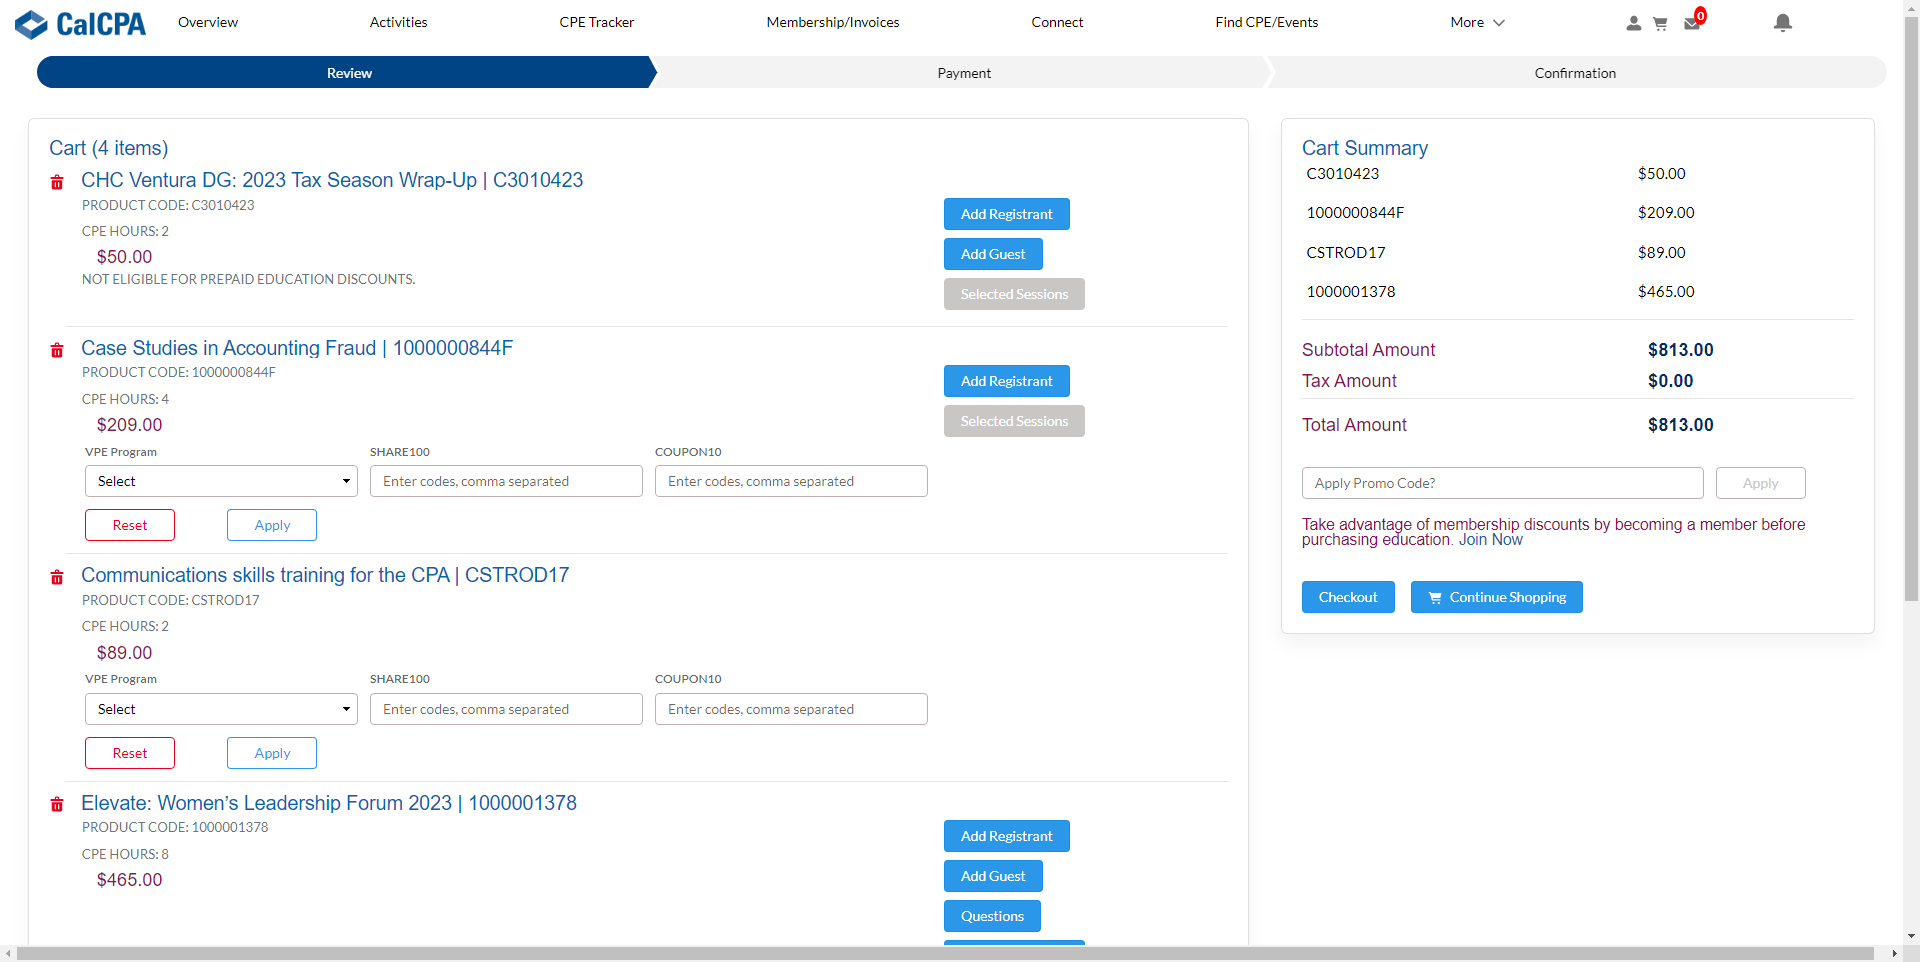 CalCPA
Overview
Activities
CPE Tracker
Membership/Invoices
Connect
Find CPE/Events
More
0
Review
Payment
Confirmation
Cart (4 items)
CHC Ventura DG: 2023 Tax Season Wrap-Up | C3010423
PRODUCT CODE: C3010423
CPE HOURS: 2
$50.00
NOT ELIGIBLE FOR PREPAID EDUCATION DISCOUNTS.
Add Registrant
Add Guest
Selected Sessions
Case Studies in Accounting Fraud | 1000000844F
PRODUCT CODE: 1000000844F
CPE HOURS: 4
$209.00
Add Registrant
Selected Sessions
VPE Program
SHARE100
COUPON10
Select
Enter codes, comma separated
Enter codes, comma separated
Reset
Apply
Communications skills training for the CPA | CSTROD17
PRODUCT CODE: CSTROD17
CPE HOURS: 2
$89.00
VPE Program
SHARE100
COUPON10
Select
Enter codes, comma separated
Enter codes, comma separated
Reset
Apply
Elevate: Women’s Leadership Forum 2023 | 1000001378
PRODUCT CODE: 1000001378
CPE HOURS: 8
$465.00
Add Registrant
Add Guest
Questions
Cart Summary
C3010423 $50.00
1000000844F $209.00
CSTROD17 $89.00
1000001378 $465.00
Subtotal Amount $813.00
Tax Amount $0.00
Total Amount $813.00
Apply Promo Code?
Apply
Take advantage of membership discounts by becoming a member before
purchasing education. Join Now
Checkout
Continue Shopping